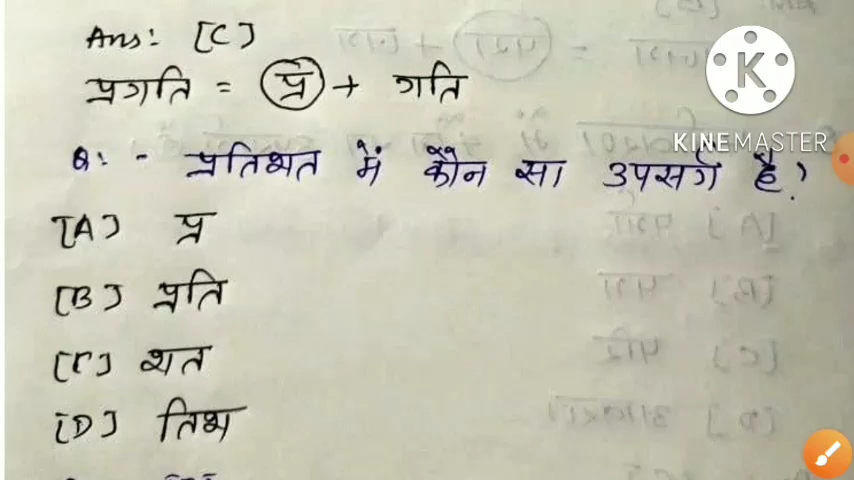 Ans: [C]
प्रगति = प्र + गति
KINEMASTER
Q: - प्रतिशत में कौन सा उपसर्ग है?
[A] प्र
[B] प्रति
[C] शत
[D] तिश